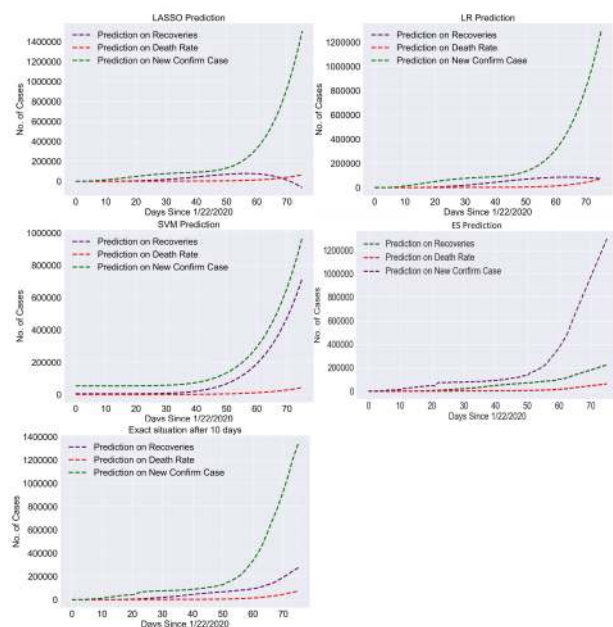 LASSO Prediction
No. of Cases
1400000
1200000
1000000
800000
600000
400000
200000
0
Prediction on Recoveries
Prediction on Death Rate
Prediction on New Confirm Case
0 10 20 30 40 50 60 70
Days Since 1/22/2020
LR Prediction
No. of Cases
1200000
1000000
800000
600000
400000
200000
0
Prediction on Recoveries
Prediction on Death Rate
Prediction on New Confirm Case
0 10 20 30 40 50 60 70
Days Since 1/22/2020
SVM Prediction
No. of Cases
1000000
800000
600000
400000
200000
0
Prediction on Recoveries
Prediction on Death Rate
Prediction on New Confirm Case
0 10 20 30 40 50 60 70
Days Since 1/22/2020
ES Prediction
No. of Cases
1200000
1000000
800000
600000
400000
200000
0
Prediction on Recoveries
Prediction on Death Rate
Prediction on New Confirm Case
0 10 20 30 40 50 60 70
Days Since 1/22/2020
Exact situation after 10 days
No. of Cases
1400000
1200000
1000000
800000
600000
400000
200000
0
Prediction on Recoveries
Prediction on Death Rate
Prediction on New Confirm Case
0 10 20 30 40 50 60 70
Days Since 1/22/2020